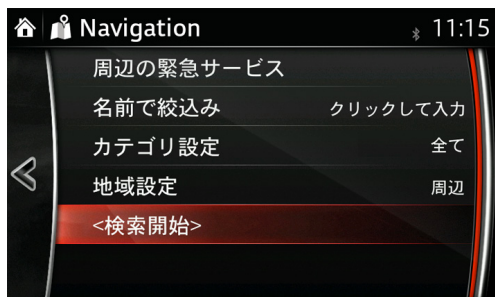 Navigation 11:15
周辺の緊急サービス
名前で絞込み クリックして入力
カテゴリ設定 全て
地域設定 周辺
<検索開始>